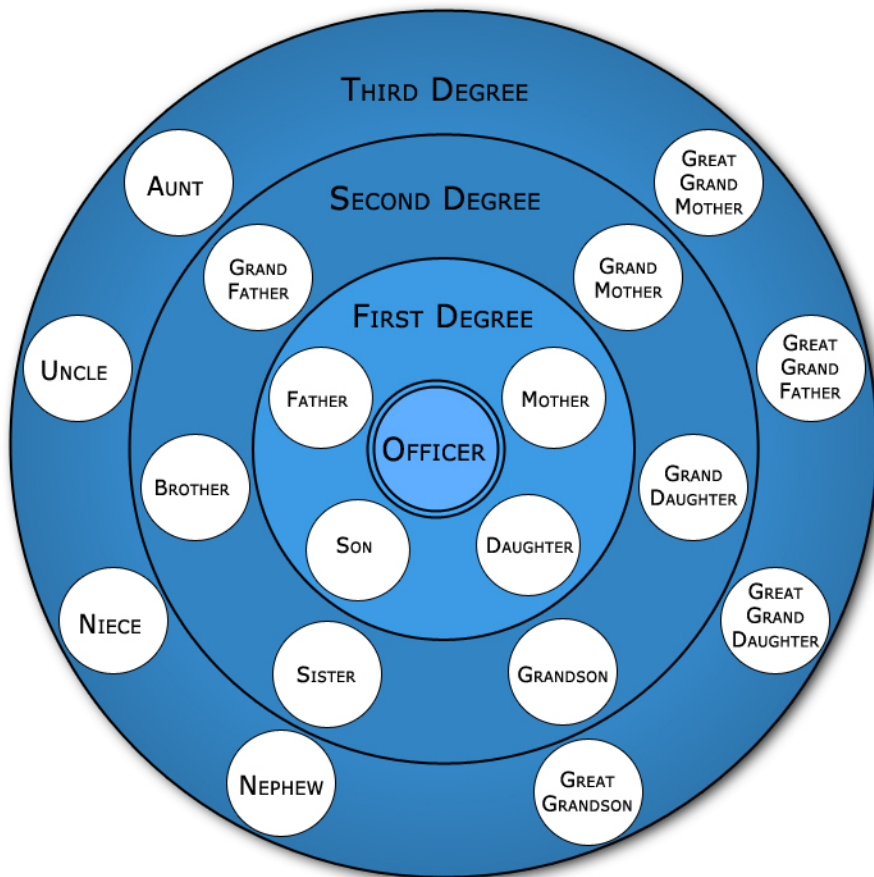 Third Degree
Aunt
Great
Grand
Mother
Second Degree
Grand
Father
Grand
Mother
First Degree
Uncle
Great
Grand
Father
Father
Mother
Officer
Brother
Grand
Daughter
Son
Daughter
Niece
Great
Grand
Daughter
Sister
Grandson
Nephew
Great
Grandson